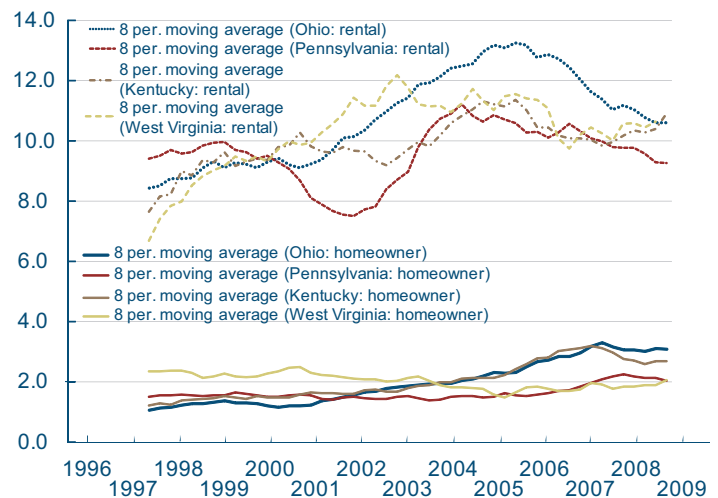 14.0
8 per. moving average (Ohio: rental)
8 per. moving average (Pennsylvania: rental)
8 per. moving average
(Kentucky: rental)
8 per. moving average
(West Virginia: rental)
12.0
10.0
8.0
6.0
8 per. moving average (Ohio: homeowner)
8 per. moving average (Pennsylvania: homeowner)
8 per. moving average (Kentucky: homeowner)
8 per. moving average (West Virginia: homeowner)
4.0
2.0
0.0
1996 1998 2000 2002 2004 2006 2008
1997 1999 2001 2003 2005 2007 2009